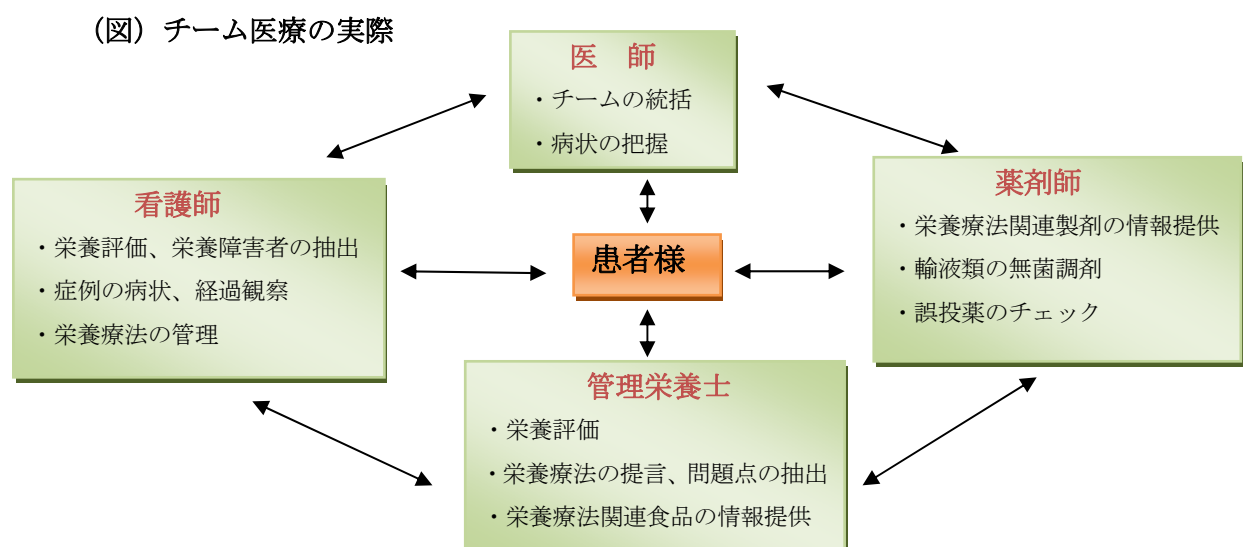 （図）チーム医療の実際
医　師
・チームの統括
・病状の把握
看護師
・栄養評価、栄養障害者の抽出
・症例の病状、経過観察
・栄養療法の管理
患者様
薬剤師
・栄養療法関連製剤の情報提供
・輸液類の無菌調剤
・誤投薬のチェック
管理栄養士
・栄養評価
・栄養療法の提言、問題点の抽出
・栄養療法関連食品の情報提供